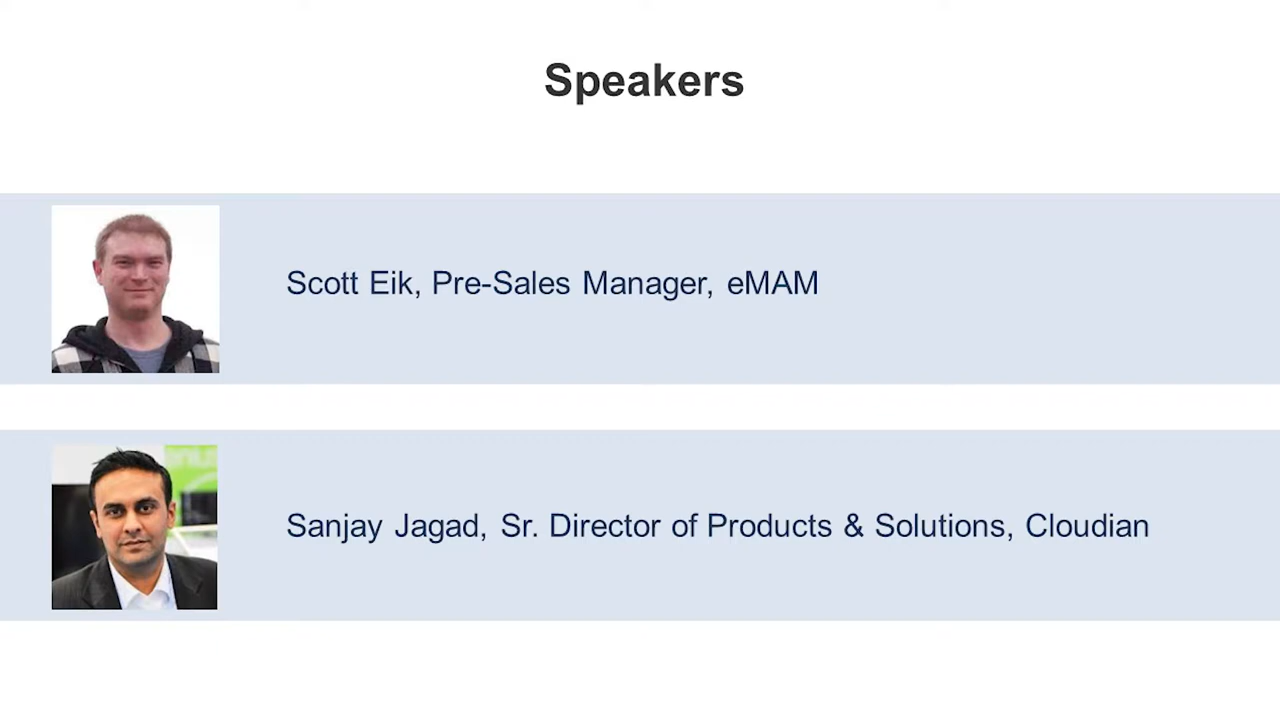 Speakers
Scott Eik, Pre-Sales Manager, eMAM
Sanjay Jagad, Sr. Director of Products & Solutions, Cloudian